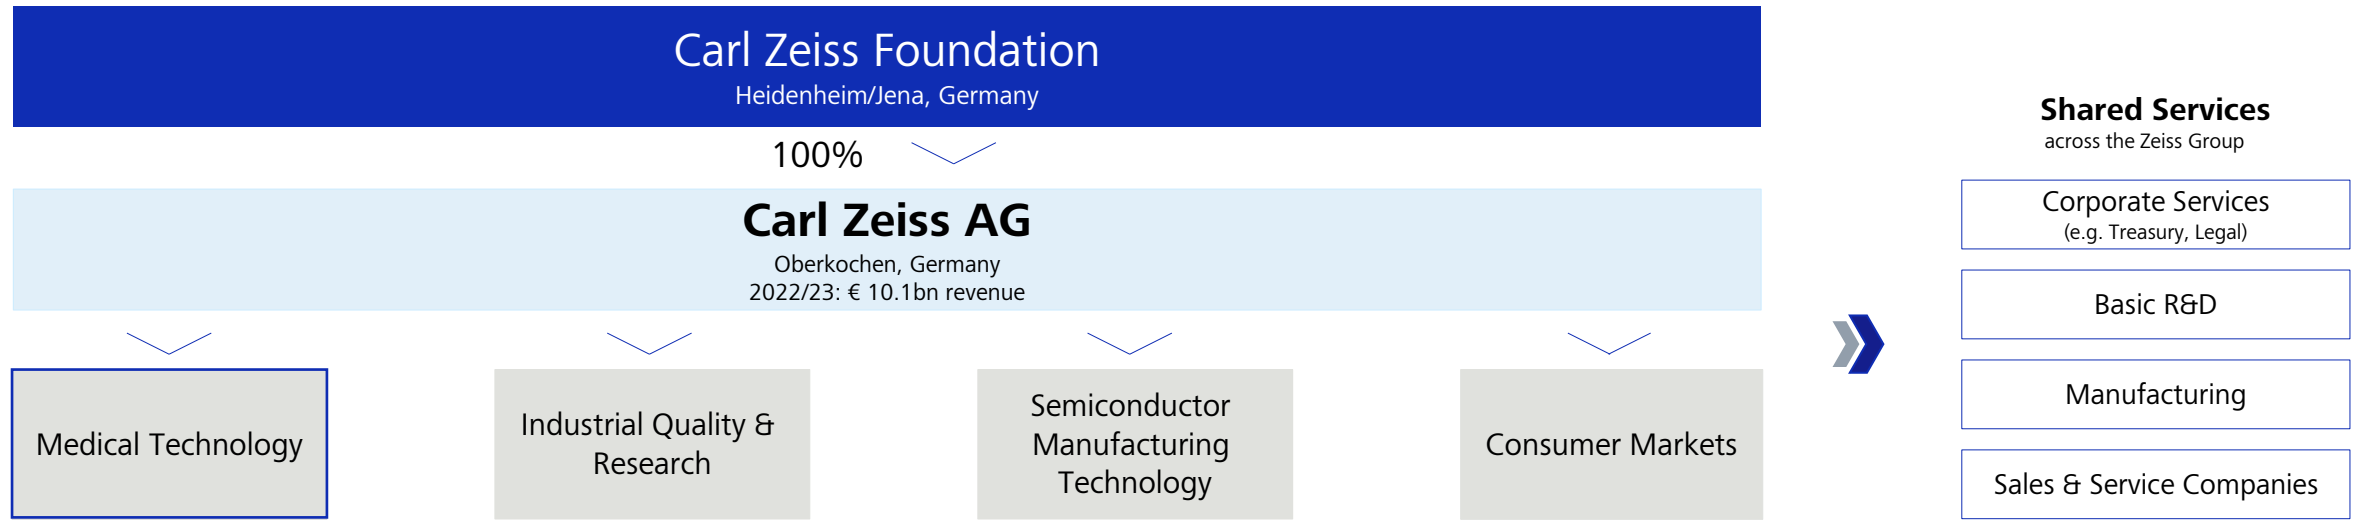 Carl Zeiss Foundation
Heidenheim/Jena, Germany
100%
Carl Zeiss AG
Oberkochen, Germany
2022/23: € 10.1bn revenue
Medical Technology
Industrial Quality &
Research
Semiconductor
Manufacturing
Technology
Consumer Markets
Shared Services
across the Zeiss Group
Corporate Services
(e.g. Treasury, Legal)
Basic R&D
Manufacturing
Sales & Service Companies